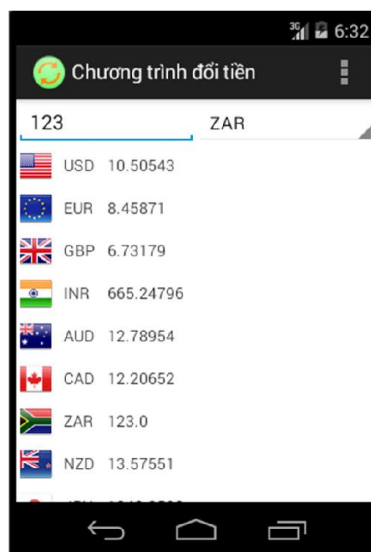 3G 6:32
Chương trình đổi tiền
123 ZAR
USD 10.50543
EUR 8.45871
GBP 6.73179
INR 665.24796
AUD 12.78954
CAD 12.20652
ZAR 123.0
NZD 13.57551